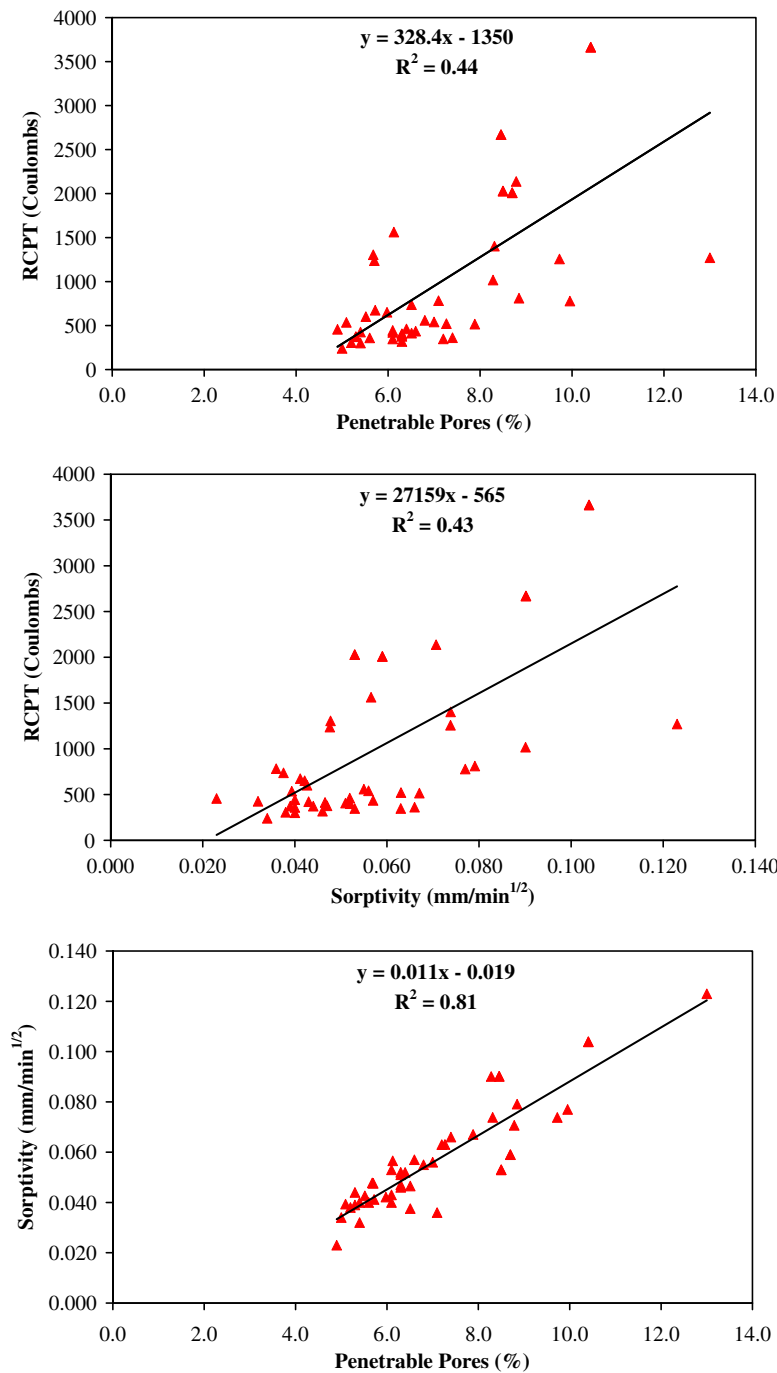 y = 328.4x - 1350
R² = 0.44
RCPT (Coulombs)
4000
3500
3000
2500
2000
1500
1000
500
0
0.0 2.0 4.0 6.0 8.0 10.0 12.0 14.0
Penetrable Pores (%)
y = 27159x - 565
R² = 0.43
RCPT (Coulombs)
4000
3500
3000
2500
2000
1500
1000
500
0
0.000 0.020 0.040 0.060 0.080 0.100 0.120 0.140
Sorptivity (mm/min^1/2)
y = 0.011x - 0.019
R² = 0.81
Sorptivity (mm/min^1/2)
0.140
0.120
0.100
0.080
0.060
0.040
0.020
0.000
0.0 2.0 4.0 6.0 8.0 10.0 12.0 14.0
Penetrable Pores (%)